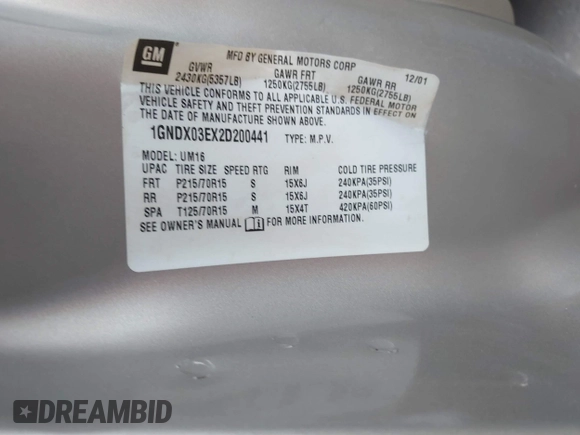 GM
MFD BY GENERAL MOTORS CORP
12/01
GVWR GAWR FRT GAWR RR
2430KG(5357LB) 1250KG(2755LB) 1250KG(2755LB)
THIS VEHICLE CONFORMS TO ALL APPLICABLE U.S. FEDERAL MOTOR
VEHICLE SAFETY AND THEFT PREVENTION STANDARDS IN EFFECT ON
THE DATE OF MANUFACTURE SHOWN ABOVE.
1GNDX03EX2D200441 TYPE: M.P.V.
MODEL: UM16
UPAC TIRE SIZE SPEED RTG RIM COLD TIRE PRESSURE
FRT P215/70R15 S 15X6J 240KPA(35PSI)
RR P215/70R15 S 15X6J 240KPA(35PSI)
SPA T125/70R15 M 15X4T 420KPA(60PSI)
SEE OWNER'S MANUAL FOR MORE INFORMATION.
DREAMBID